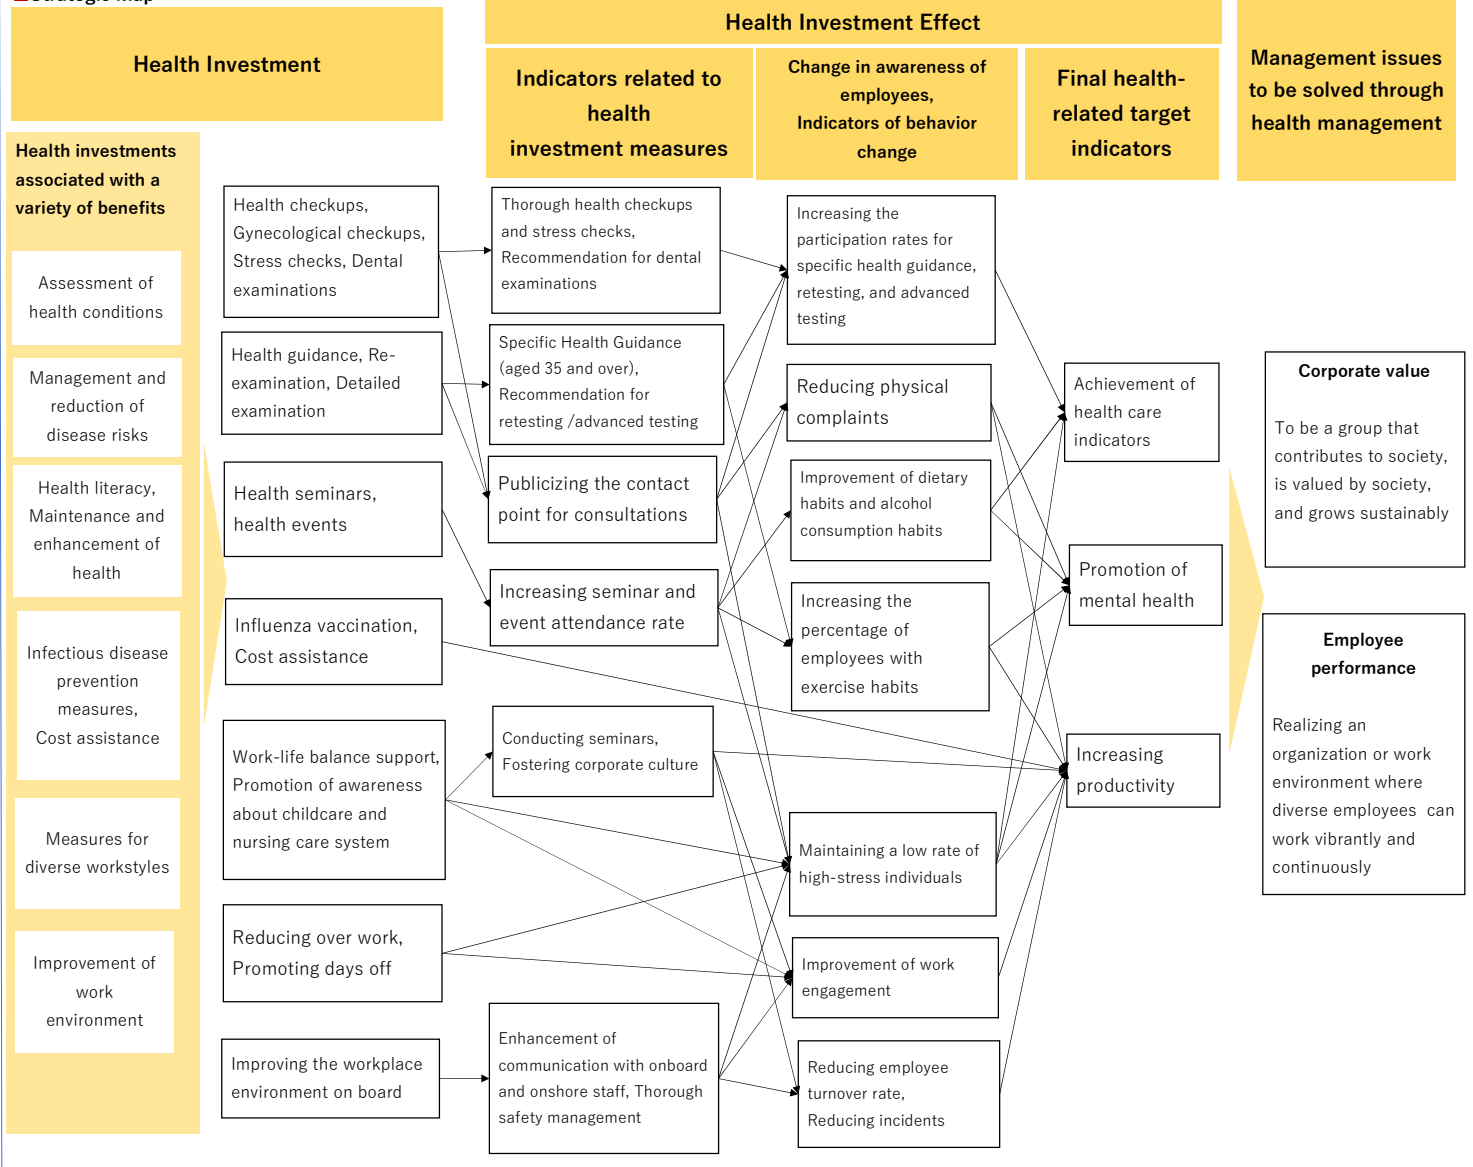 Strategic Map
Health Investment
Health Investment Effect
Indicators related to
health
investment measures
Change in awareness of
employees,
Indicators of behavior
change
Final health-
related target
indicators
Management issues
to be solved through
health management
Health investments
associated with a
variety of benefits
Assessment of
health conditions
Management and
reduction of
disease risks
Health literacy,
Maintenance and
enhancement of
health
Infectious disease
prevention
measures,
Cost assistance
Measures for
diverse workstyles
Improvement of
work
environment
Health checkups,
Gynecological checkups,
Stress checks, Dental
examinations
Health guidance, Re-
examination, Detailed
examination
Health seminars,
health events
Influenza vaccination,
Cost assistance
Work-life balance support,
Promotion of awareness
about childcare and
nursing care system
Reducing over work,
Promoting days off
Improving the workplace
environment on board
Thorough health checkups
and stress checks,
Recommendation for dental
examinations
Specific Health Guidance
(aged 35 and over),
Recommendation for
retesting /advanced testing
Publicizing the contact
point for consultations
Increasing seminar and
event attendance rate
Conducting seminars,
Fostering corporate culture
Enhancement of
communication with onboard
and onshore staff, Thorough
safety management
Increasing the
participation rates for
specific health guidance,
retesting, and advanced
testing
Reducing physical
complaints
Improvement of dietary
habits and alcohol
consumption habits
Increasing the
percentage of
employees with
exercise habits
Maintaining a low rate of
high-stress individuals
Improvement of work
engagement
Reducing employee
turnover rate,
Reducing incidents
Achievement of
health care
indicators
Promotion of
mental health
Increasing
productivity
Corporate value
To be a group that
contributes to society,
is valued by society,
and grows sustainably
Employee
performance
Realizing an
organization or work
environment where
diverse employees can
work vibrantly and
continuously